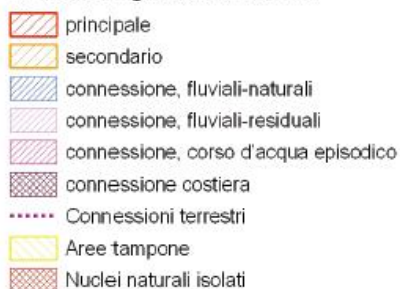 principale
secondario
connessione, fluviali-naturali
connessione, fluviali-residuali
connessione, corso d'acqua episodico
connessione costiera
Connessioni terrestri
Aree tampone
Nuclei naturali isolati